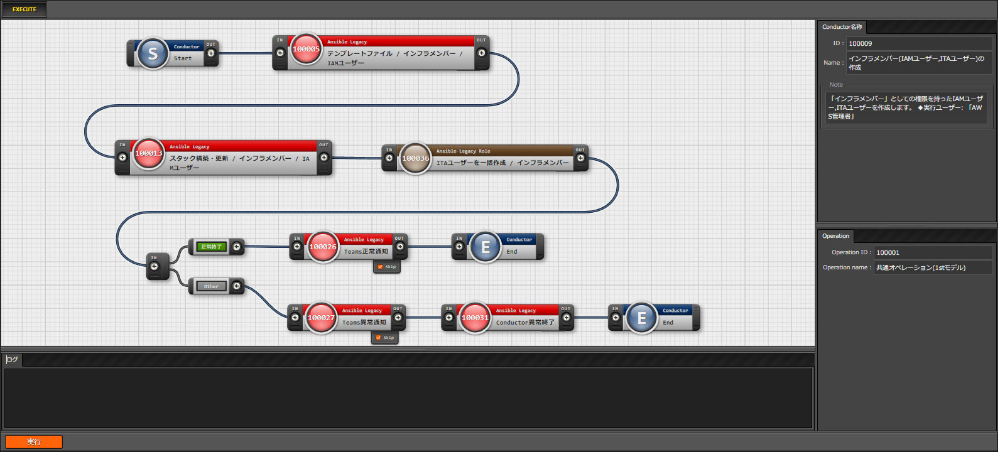 EXECUTE
S
Conductor
Start
OUT
IN
100005
Ansible Legacy
テンプレートファイル / インフラメンバー /
IAMユーザー
OUT
IN
100013
Ansible Legacy
スタック構築・更新 / インフラメンバー / IA
Mユーザー
OUT
IN
100036
Ansible Legacy Role
ITAユーザーを一括作成 / インフラメンバー
OUT
IN
正常終了
Other
IN
100026
Ansible Legacy
Teams正常通知
OUT
Skip
IN
E
Conductor
End
IN
100027
Ansible Legacy
Teams異常通知
OUT
Skip
IN
100031
Ansible Legacy
Conductor異常終了
OUT
IN
E
Conductor
End
ログ
実行
Conductor名称
ID :
100009
Name :
インフラメンバー(IAMユーザー,ITAユーザー)の
作成
Note
「インフラメンバー」としての権限を持ったIAMユーザ
ー,ITAユーザーを作成します。 ◆実行ユーザー: 「AW
S管理者」
Operation
Operation ID :
100001
Operation name :
共通オペレーション(1stモデル)